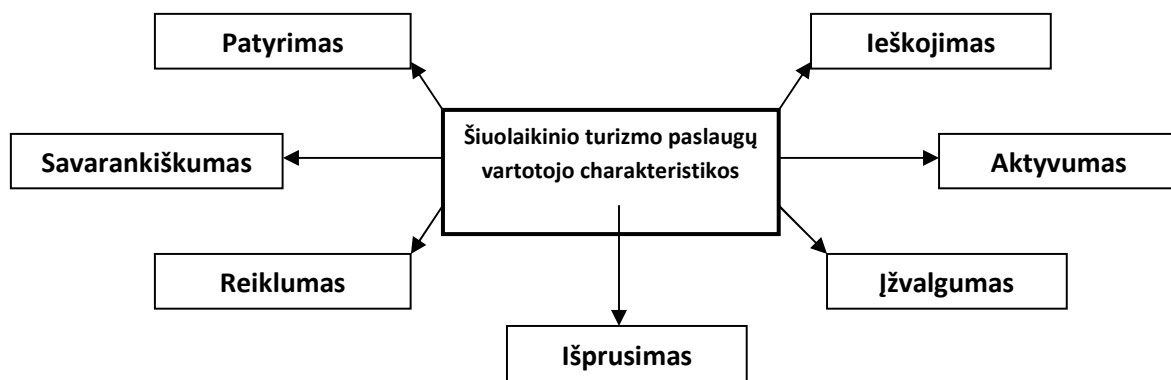 Patyrimas
Ieškojimas
Šiuolaikinio turizmo paslaugų
vartotojo charakteristikos
Savarankiškumas
Aktyvumas
Reiklumas
Įžvalgumas
Išprusimas